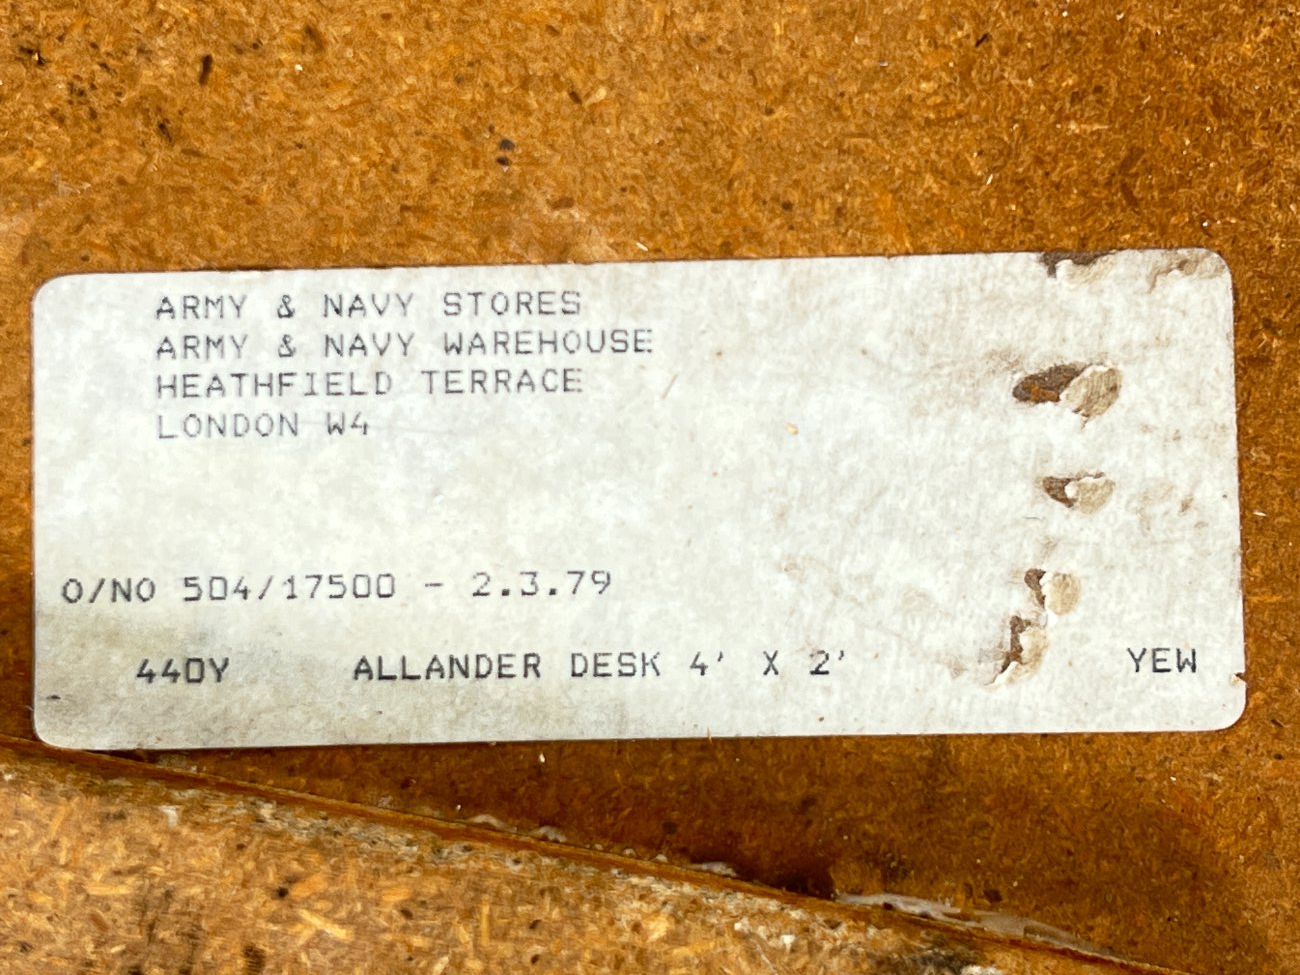 ARMY & NAVY STORES
ARMY & NAVY WAREHOUSE
HEATHFIELD TERRACE
LONDON W4
O/NO 504/17500 - 2.3.79
440Y ALLANDER DESK 4' X 2' YEW